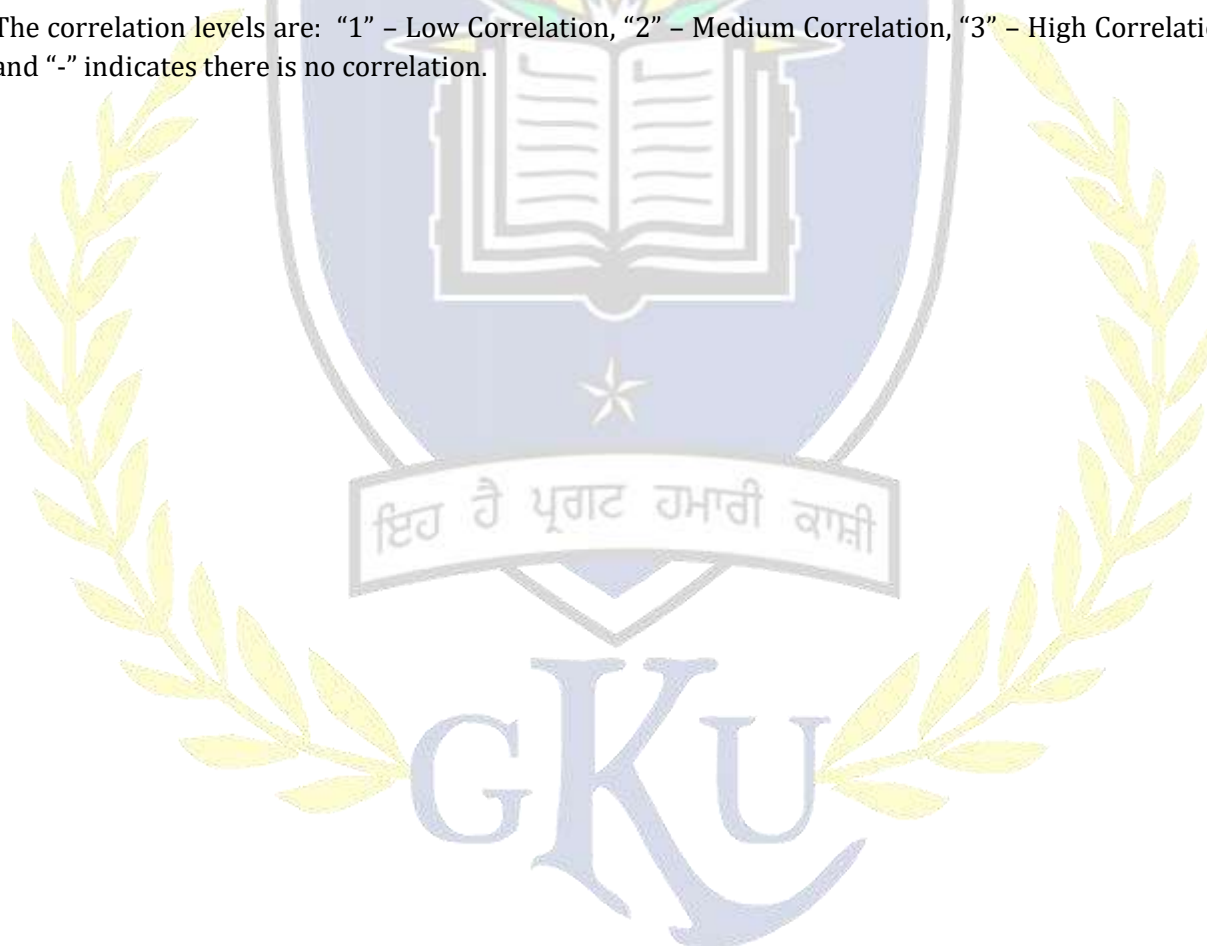 The correlation levels are: “1” – Low Correlation, “2” – Medium Correlation, “3” – High Correlatio
and “-” indicates there is no correlation.
ਇਹ ਹੈ ਪ੍ਰਗਟ ਹਮਾਰੀ ਕਾਸ਼ੀ
GKU